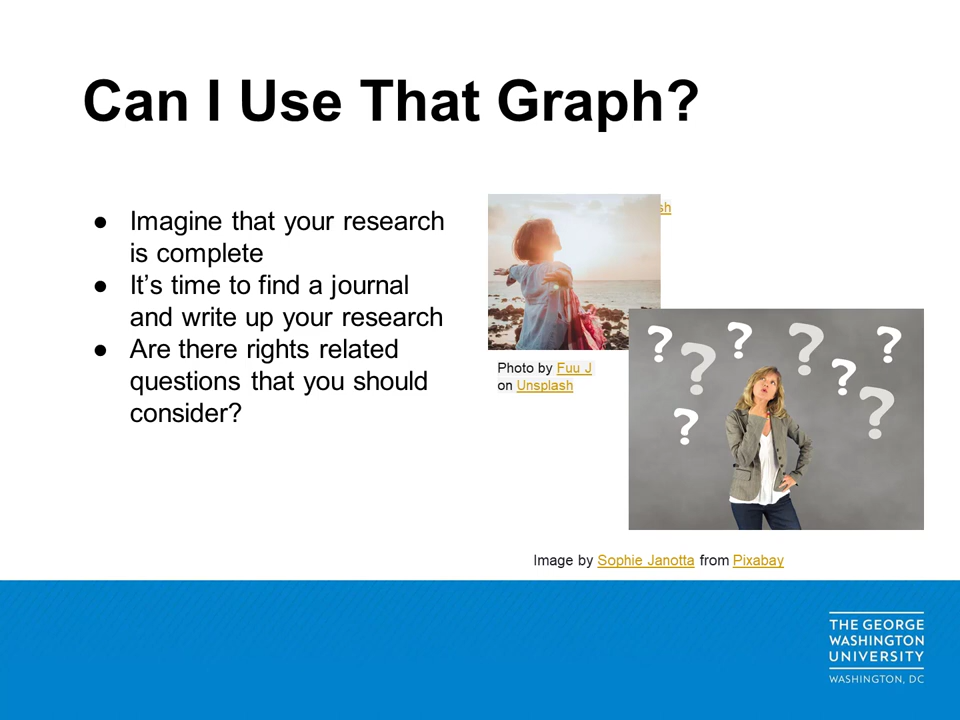 Can I Use That Graph?
● Imagine that your research
is complete
● It’s time to find a journal
and write up your research
● Are there rights related
questions that you should
consider?
sh
Photo by Fuu J
on Unsplash
? ? ? ? ? ? ? ?
Image by Sophie Janotta from Pixabay
THE GEORGE
WASHINGTON
UNIVERSITY
WASHINGTON, DC